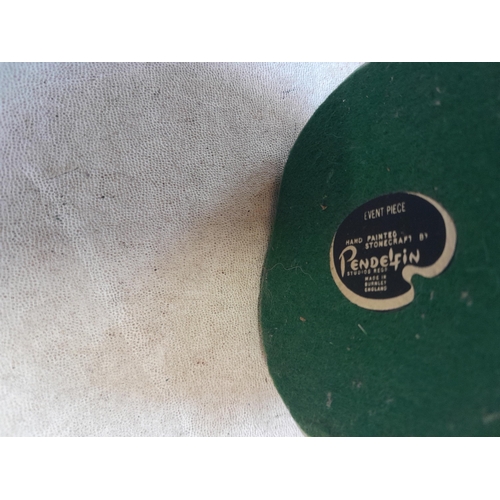 EVENT PIECE
HAND PAINTED
STONECRAFT BY
PENDELFIN
STUDIOS REGD
MADE IN
BURNLEY
ENGLAND